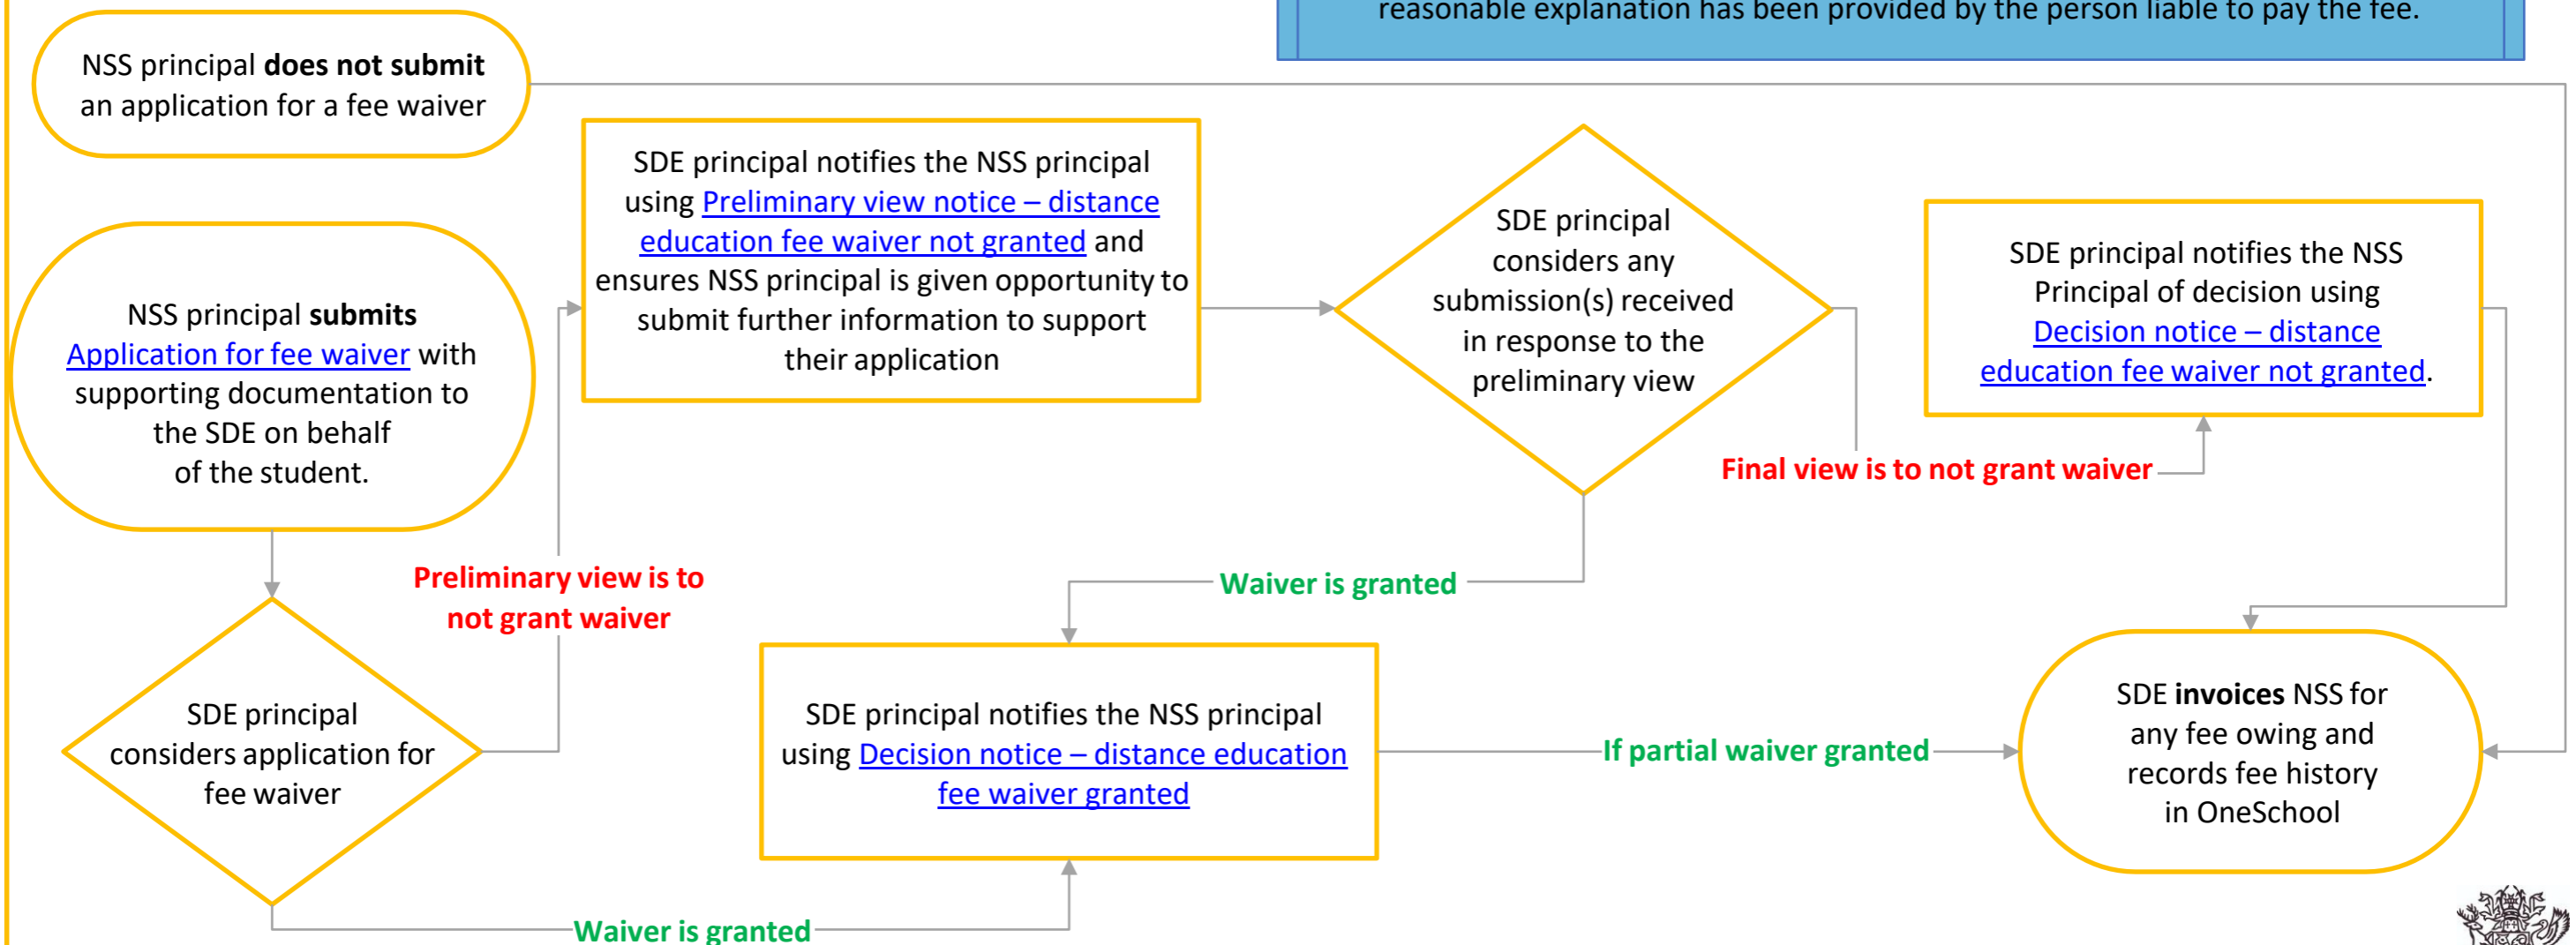 reasonable explanation has been provided by the person liable to pay the fee.
NSS principal does not submit
an application for a fee waiver
SDE principal notifies the NSS principal
using Preliminary view notice – distance
education fee waiver not granted and
ensures NSS principal is given opportunity to
submit further information to support
their application
SDE principal
considers any
submission(s) received
in response to the
preliminary view
SDE principal notifies the NSS
Principal of decision using
Decision notice – distance
education fee waiver not granted.
NSS principal submits
Application for fee waiver with
supporting documentation to
the SDE on behalf
of the student.
Final view is to not grant waiver
Preliminary view is to
not grant waiver
Waiver is granted
SDE principal
considers application for
fee waiver
SDE principal notifies the NSS principal
using Decision notice – distance education
fee waiver granted
If partial waiver granted
SDE invoices NSS for
any fee owing and
records fee history
in OneSchool
Waiver is granted